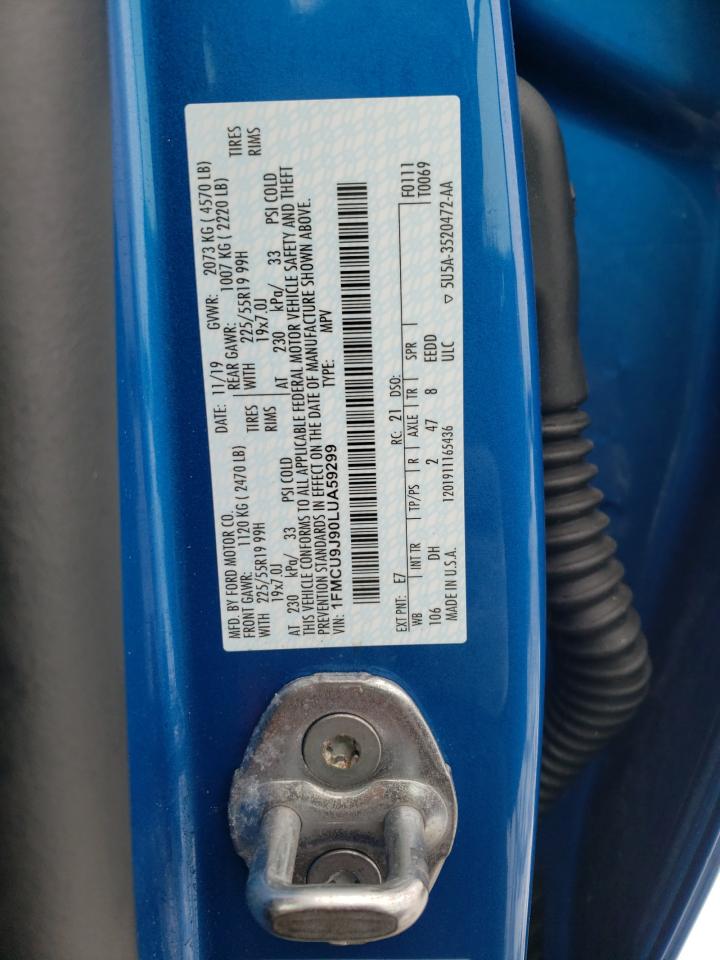 MFD. BY FORD MOTOR CO. DATE: 11/19 GVWR: 2073 KG ( 4570 LB)
FRONT GAWR: 1120 KG ( 2470 LB) REAR GAWR: 1007 KG ( 2220 LB)
WITH 225/55R19 99H TIRES WITH 225/55R19 99H TIRES
19x7.0J RIMS 19x7.0J RIMS
AT 230 kPa/ 33 PSI COLD AT 230 kPa/ 33 PSI COLD
THIS VEHICLE CONFORMS TO ALL APPLICABLE FEDERAL MOTOR VEHICLE SAFETY AND THEFT
PREVENTION STANDARDS IN EFFECT ON THE DATE OF MANUFACTURE SHOWN ABOVE.
VIN: 1FMCU9J90LUA59299 TYPE: MPV
EXT PNT: E7 RC: 21 DSO: F0111
WB INT TR TP/PS R AXLE TR SPR T0069
106 DH 2 47 8 EEDD
MADE IN U.S.A. 1201911165436 ULC ▽ 5U5A-3520472-AA